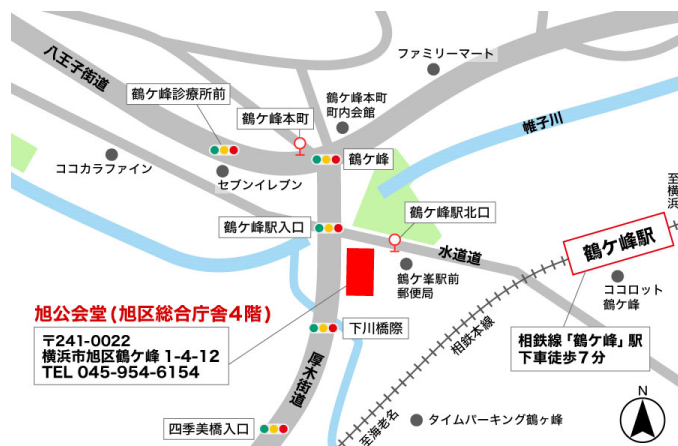 八王子街道
ファミリーマート
鶴ケ峰診療所前
鶴ケ峰本町
鶴ケ峰本町
町内会館
帷子川
ココカラファイン
セブンイレブン
鶴ケ峰
至横浜
鶴ケ峰駅入口
鶴ケ峰駅北口
水道道
鶴ケ峰駅
鶴ケ峯駅前
郵便局
ココロット
鶴ケ峰
旭公会堂(旭区総合庁舎4階)
〒241-0022
横浜市旭区鶴ケ峰 1-4-12
TEL 045-954-6154
下川橋際
相鉄本線
相鉄線「鶴ケ峰」駅
下車徒歩7分
厚木街道
四季美橋入口
至海老名
タイムパーキング鶴ヶ峰
N